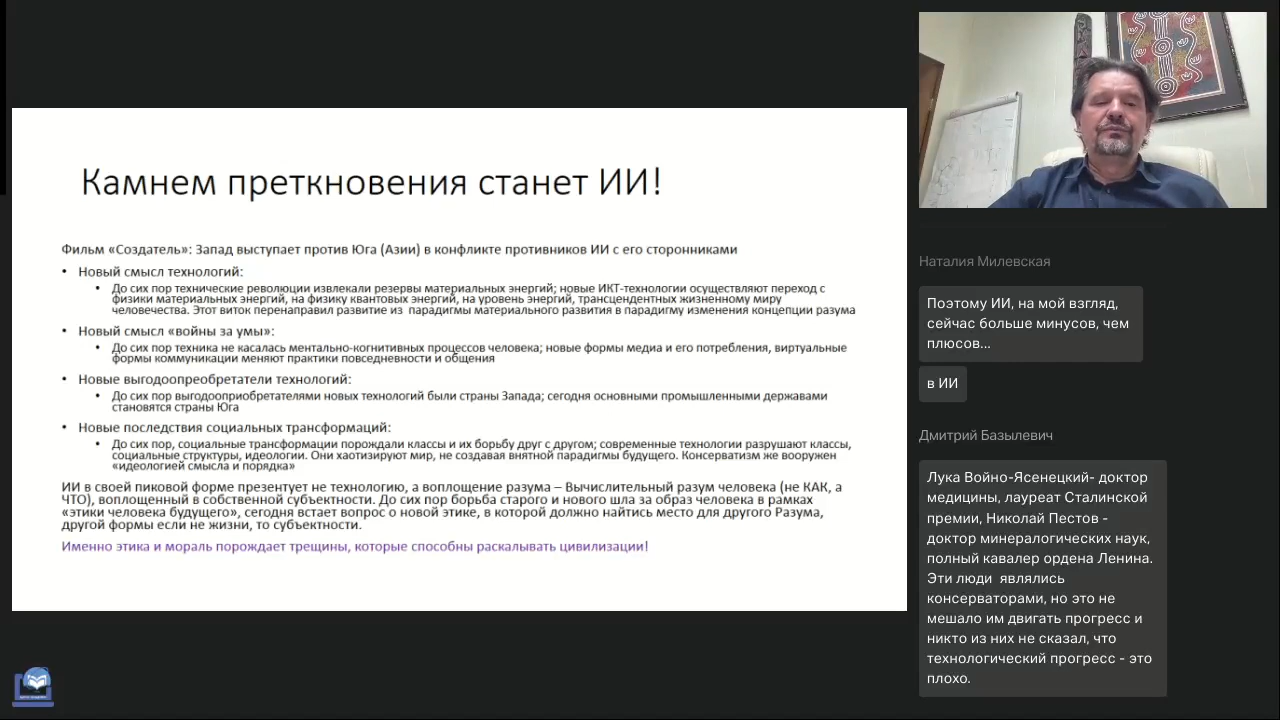 Камнем преткновения станет ИИ!
Фильм «Создатель»: Запад выступает против Юга (Азии) в конфликте противников ИИ с его сторонниками
• Новый смысл технологий:
• До сих пор технические революции извлекали резервы материальных энергий; новые ИКТ-технологии осуществляют переход с
физики материальных энергий, на физику квантовых энергий, на уровень энергий, трансцендентных жизненному миру
человечества. Этот виток перенаправил развитие из парадигмы материального развития в парадигму изменения концепции разума
• Новый смысл «войны за умы»:
• До сих пор техника не касалась ментально-когнитивных процессов человека; новые формы медиа и его потребления, виртуальные
формы коммуникации меняют практики повседневности и общения
• Новые выгодоопреобретатели технологий:
• До сих пор выгодооприобретателями новых технологий были страны Запада; сегодня основными промышленными державами
становятся страны Юга
• Новые последствия социальных трансформаций:
• До сих пор, социальные трансформации порождали классы и их борьбу друг с другом; современные технологии разрушают классы,
социальные структуры, идеологии. Они хаотизируют мир, не создавая внятной парадигмы будущего. Консерватизм же вооружен
«идеологией смысла и порядка»
ИИ в своей пиковой форме презентует не технологию, а воплощение разума – Вычислительный разум человека (не КАК, а
ЧТО), воплощенный в собственной субъектности. До сих пор борьба старого и нового шла за образ человека в рамках
«этики человека будущего», сегодня встает вопрос о новой этике, в которой должно найтись место для другого Разума,
другой формы если не жизни, то субъектности.
Именно этика и мораль порождает трещины, которые способны раскалывать цивилизации!
Наталия Милевская
Поэтому ИИ, на мой взгляд,
сейчас больше минусов, чем
плюсов...
в ИИ
Дмитрий Базылевич
Лука Войно-Ясенецкий- доктор
медицины, лауреат Сталинской
премии, Николай Пестов -
доктор минералогических наук,
полный кавалер ордена Ленина.
Эти люди являлись
консерваторами, но это не
мешало им двигать прогресс и
никто из них не сказал, что
технологический прогресс - это
плохо.